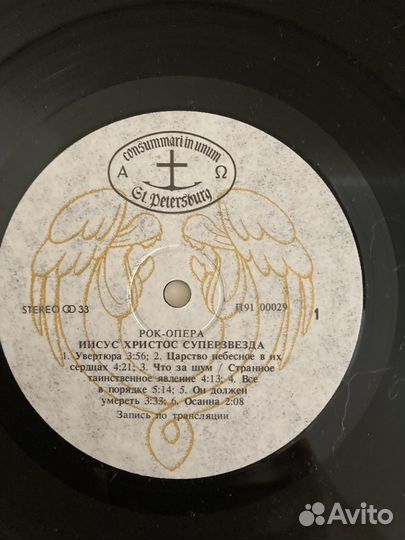 consummari in unum
Α Ω
St. Petersburg
STEREO 33
П91 00029
1
РОК-ОПЕРА
ИИСУС ХРИСТОС СУПЕРЗВЕЗДА
1. Увертюра 3:56; 2. Царство небесное в их
сердцах 4:21; 3. Что за шум / Странное
таинственное явление 4:13; 4. Все
в порядке 5:14; 5. Он должен
умереть 3:33; 6. Осанна 2:08
Запись по трансляции
Avito